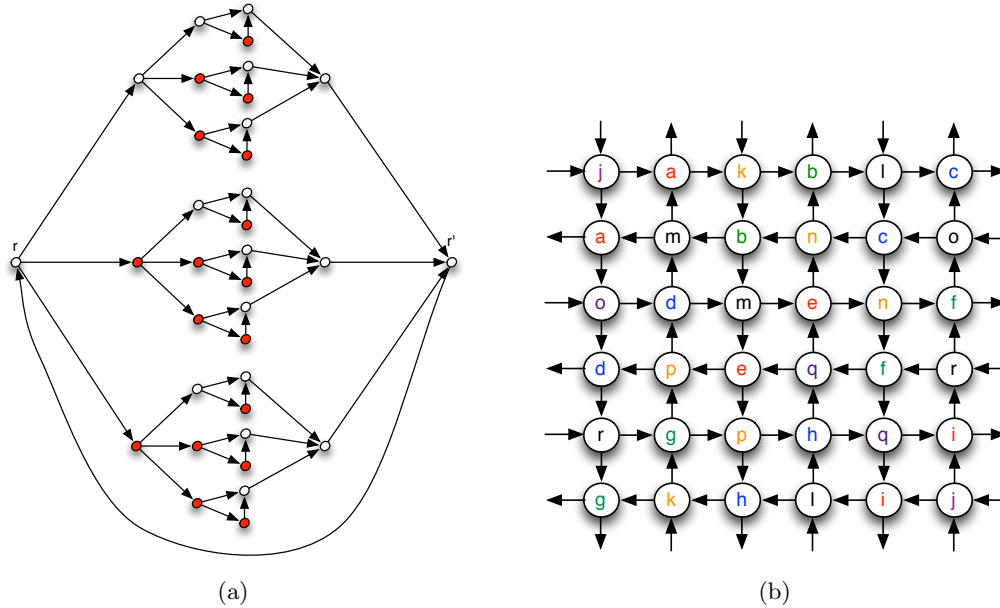 r r'
j a k b l c
a m b n c o
o d m e n f
d p e q f r
r g p h q i
g k h l i j
(a) (b)